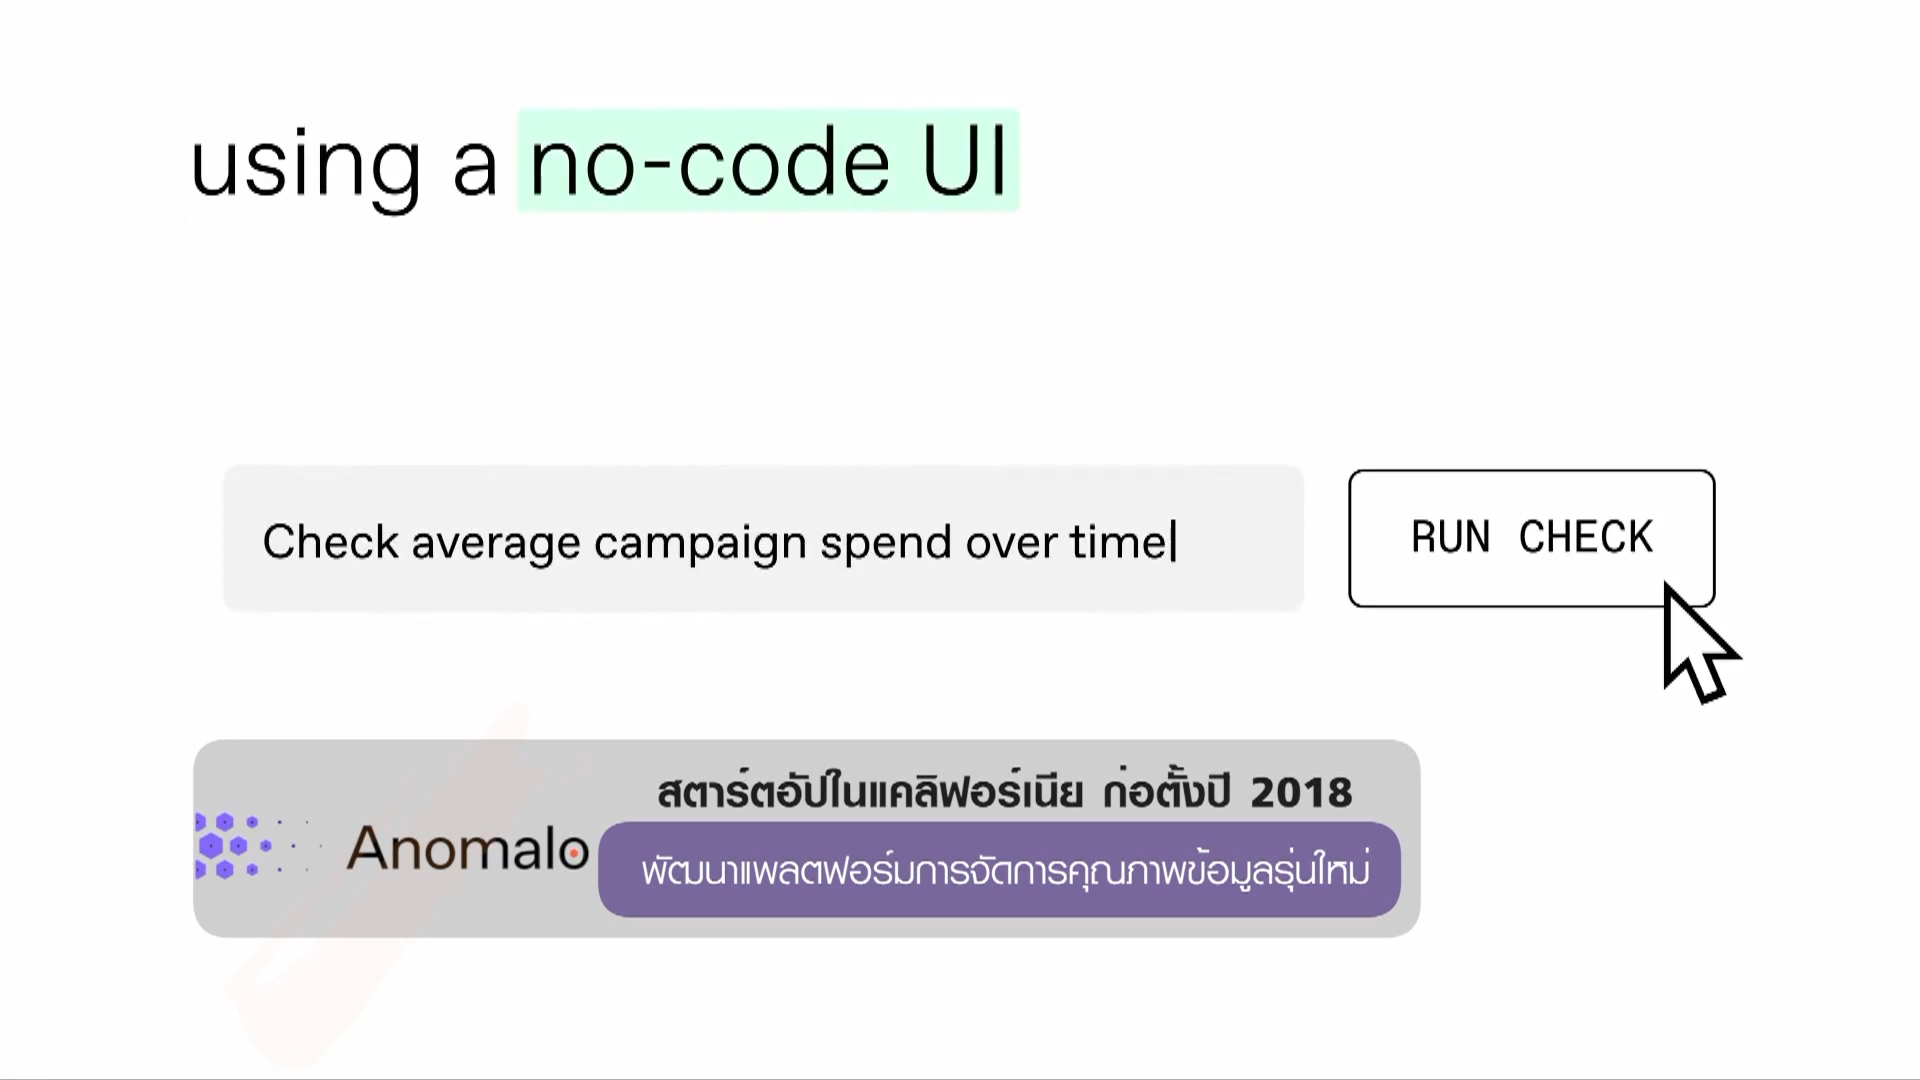 using a no-code UI
Check average campaign spend over time
RUN CHECK
สตาร์ตอัปในแคลิฟอร์เนีย ก่อตั้งปี 2018
Anomalo
พัฒนาแพลตฟอร์มการจัดการคุณภาพข้อมูลรุ่นใหม่